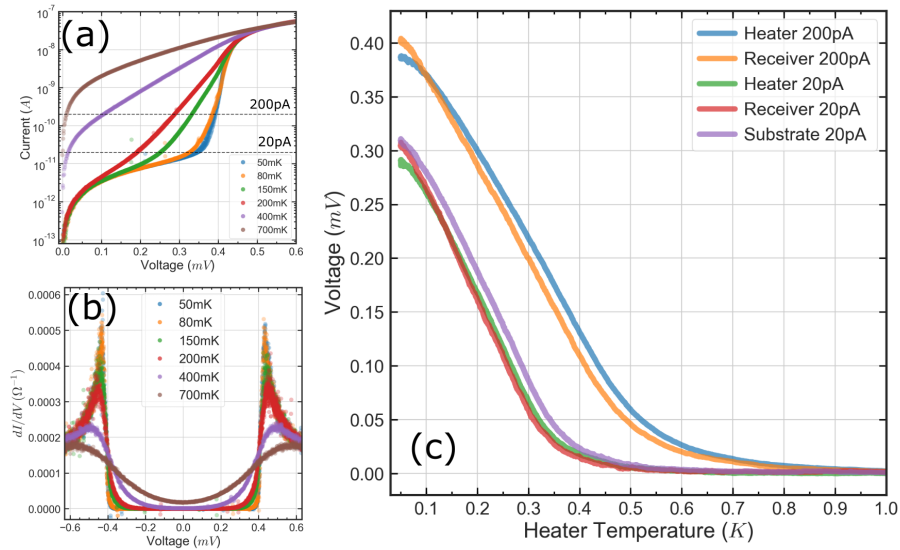 (a)
10⁻⁷
10⁻⁸
10⁻⁹
10⁻¹⁰
10⁻¹¹
10⁻¹²
10⁻¹³
Current (A)
200pA
20pA
50mK
80mK
150mK
200mK
400mK
700mK
0.0 0.1 0.2 0.3 0.4 0.5 0.6
Voltage (mV)
(b)
0.0006
0.0005
0.0004
0.0003
0.0002
0.0001
0.0000
dI/dV(Ω⁻¹)
50mK
80mK
150mK
200mK
400mK
700mK
−0.6 −0.4 −0.2 0.0 0.2 0.4 0.6
Voltage (mV)
Heater 200pA
Receiver 200pA
Heater 20pA
Receiver 20pA
Substrate 20pA
0.40
0.35
0.30
0.25
0.20
0.15
0.10
0.05
0.00
Voltage (mV)
(c)
0.1 0.2 0.3 0.4 0.5 0.6 0.7 0.8 0.9 1.0
Heater Temperature (K)